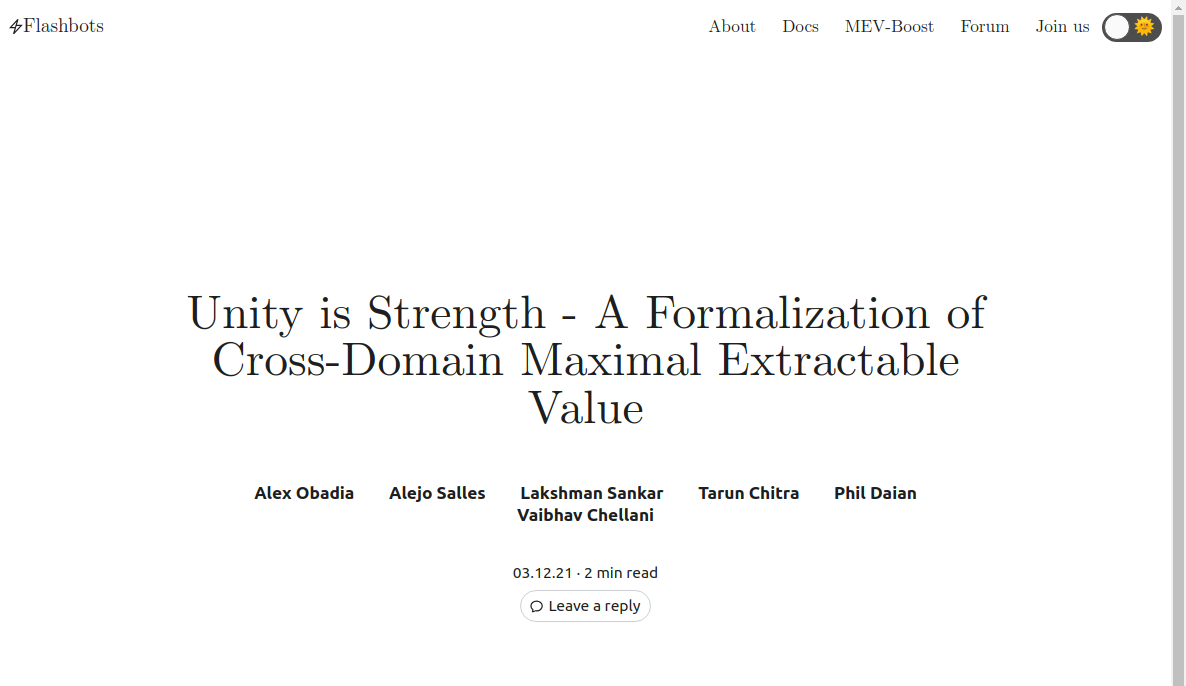 Flashbots
About Docs MEV-Boost Forum Join us
Unity is Strength - A Formalization of
Cross-Domain Maximal Extractable
Value
Alex Obadia Alejo Salles Lakshman Sankar Tarun Chitra Phil Daian
Vaibhav Chellani
03.12.21 · 2 min read
Leave a reply